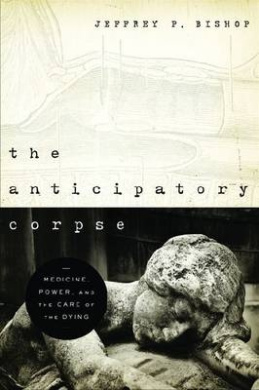 JEFFREY P. BISHOP
the
anticipatory
corpse
MEDICINE,
POWER, AND
THE CARE OF
THE DYING